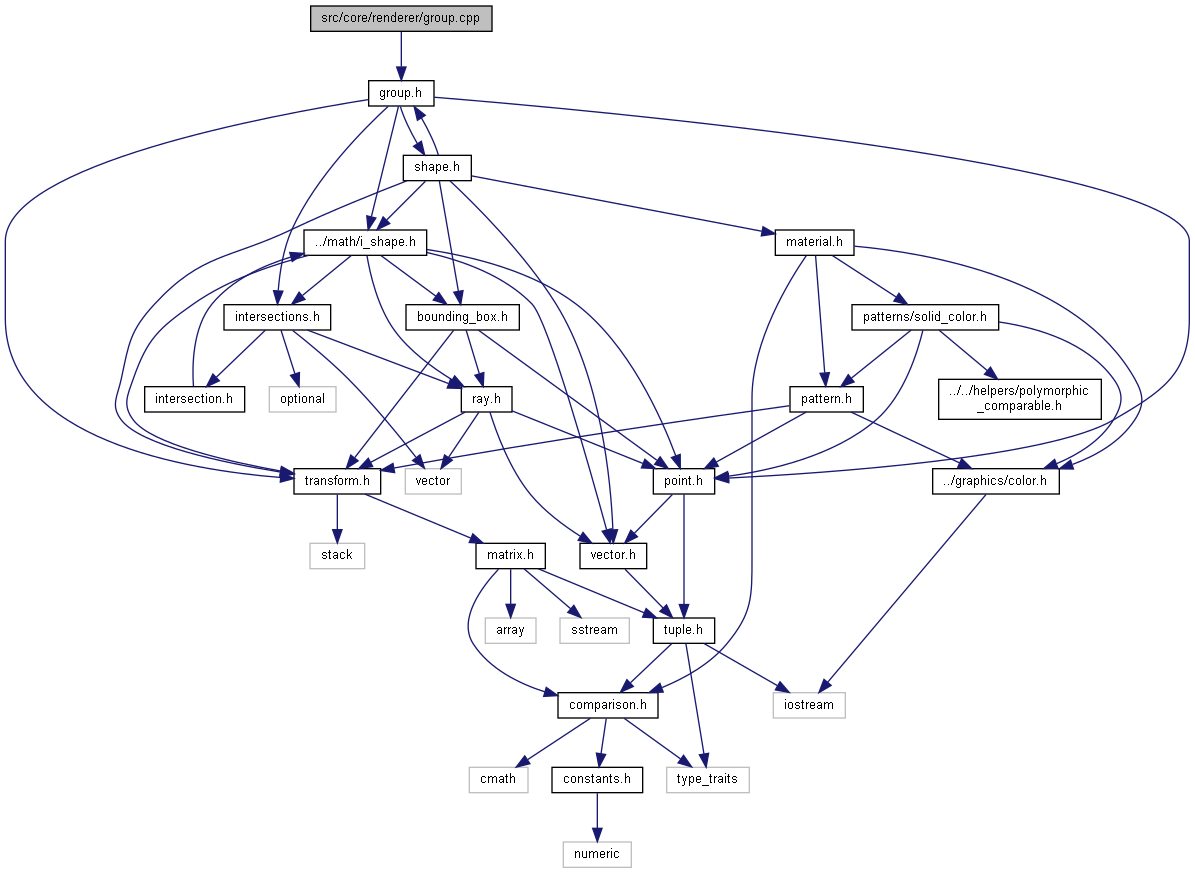 src/core/renderer/group.cpp
group.h
shape.h
../math/i_shape.h
material.h
intersections.h
bounding_box.h
patterns/solid_color.h
intersection.h
optional
ray.h
pattern.h
../../helpers/polymorphic
_comparable.h
transform.h
vector
point.h
../graphics/color.h
stack
matrix.h
vector.h
array
sstream
tuple.h
comparison.h
iostream
cmath
constants.h
type_traits
numeric